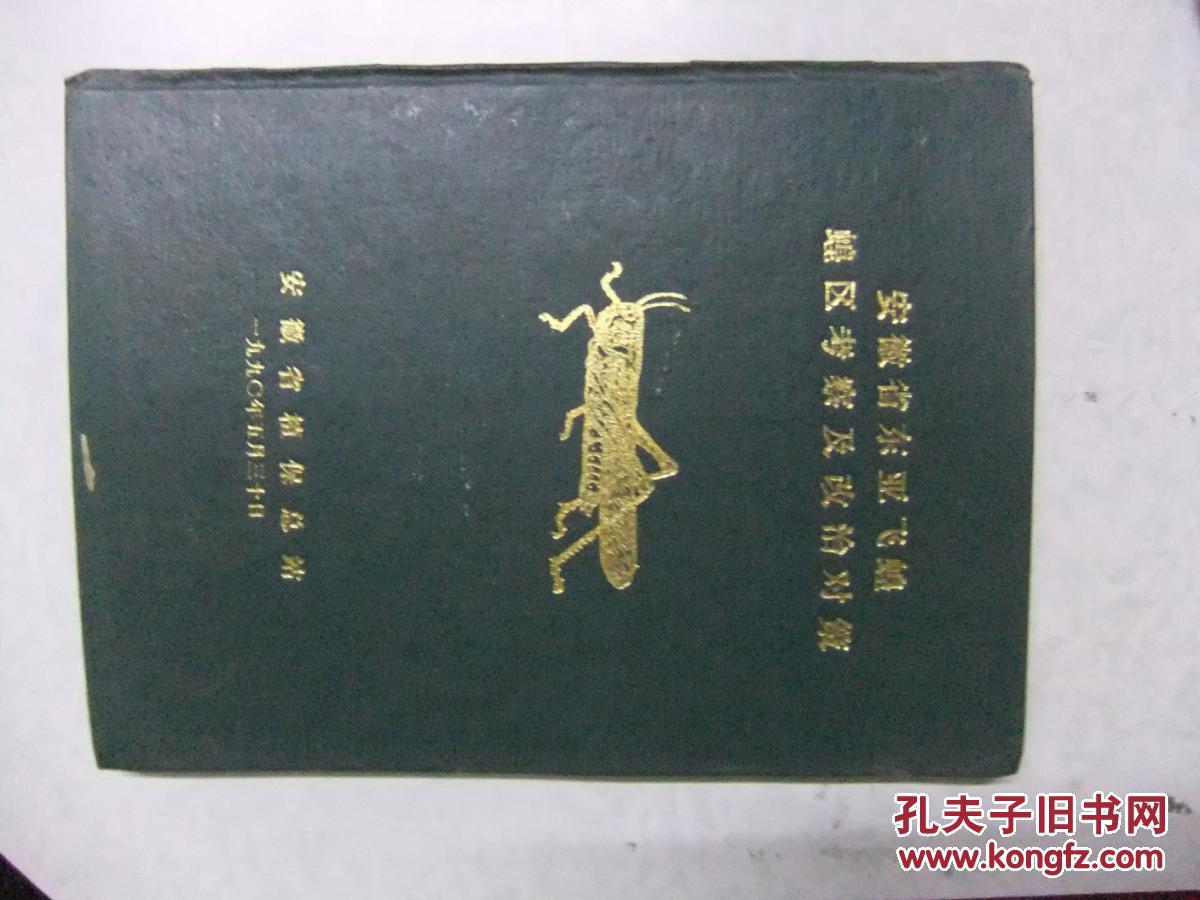 安徽省东亚飞蝗
蝗区考察及改治对策
安徽省植保总站
一九九〇年五月三十日
孔夫子旧书网
www.kongfz.com